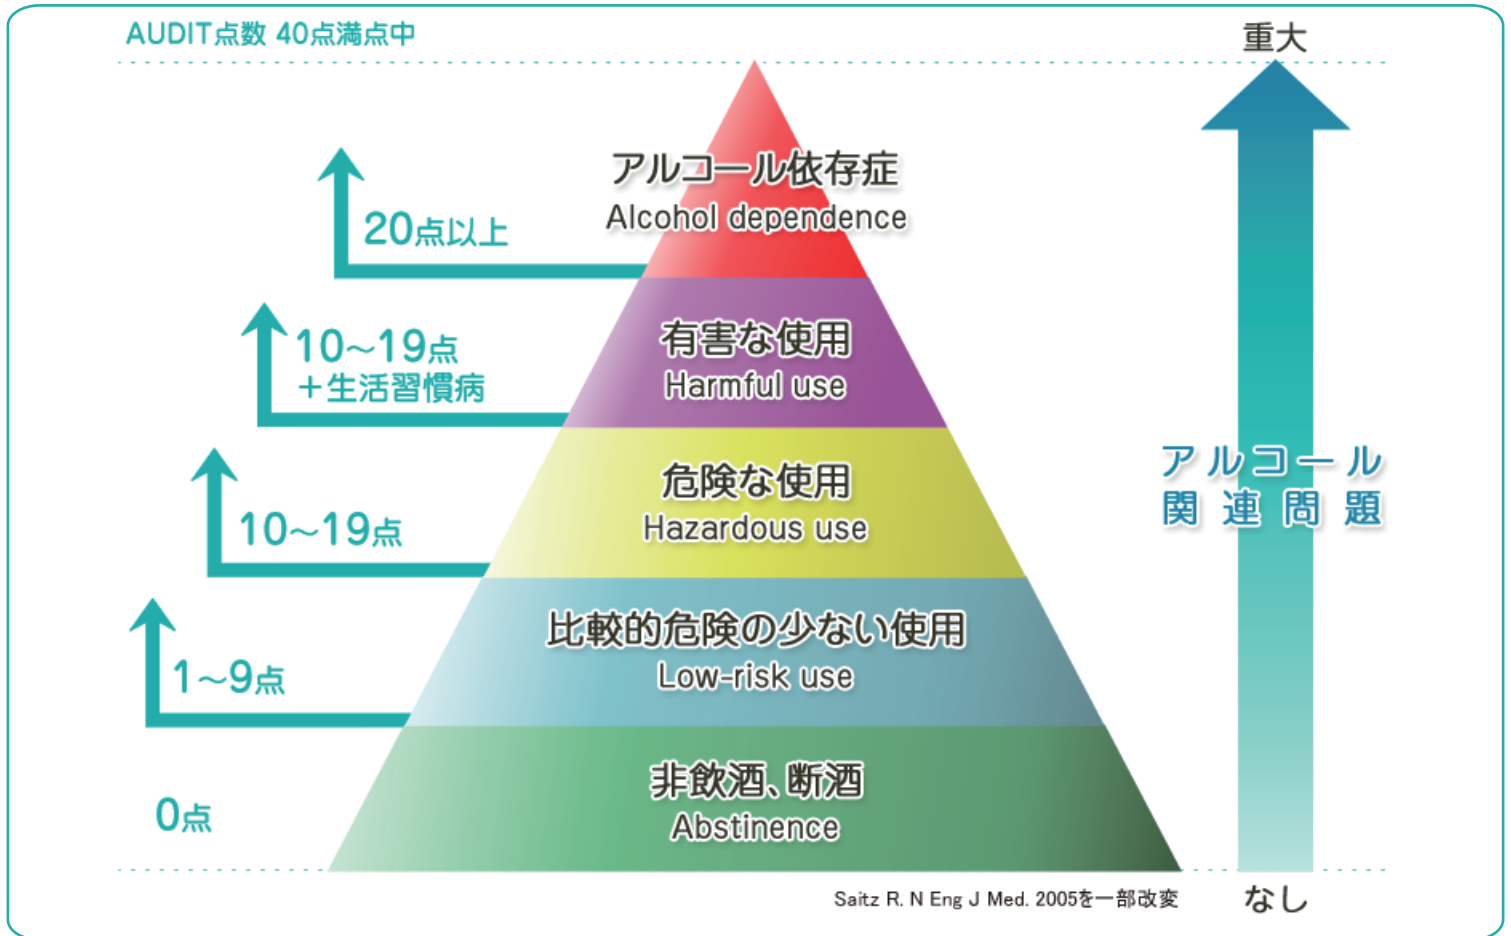 AUDIT点数 40点満点中
重大
アルコール依存症
Alcohol dependence
20点以上
有害な使用
Harmful use
10～19点
＋生活習慣病
危険な使用
Hazardous use
10～19点
アルコール
関連問題
比較的危険の少ない使用
Low-risk use
1～9点
非飲酒、断酒
Abstinence
0点
Saitz R. N Eng J Med. 2005を一部改変
なし